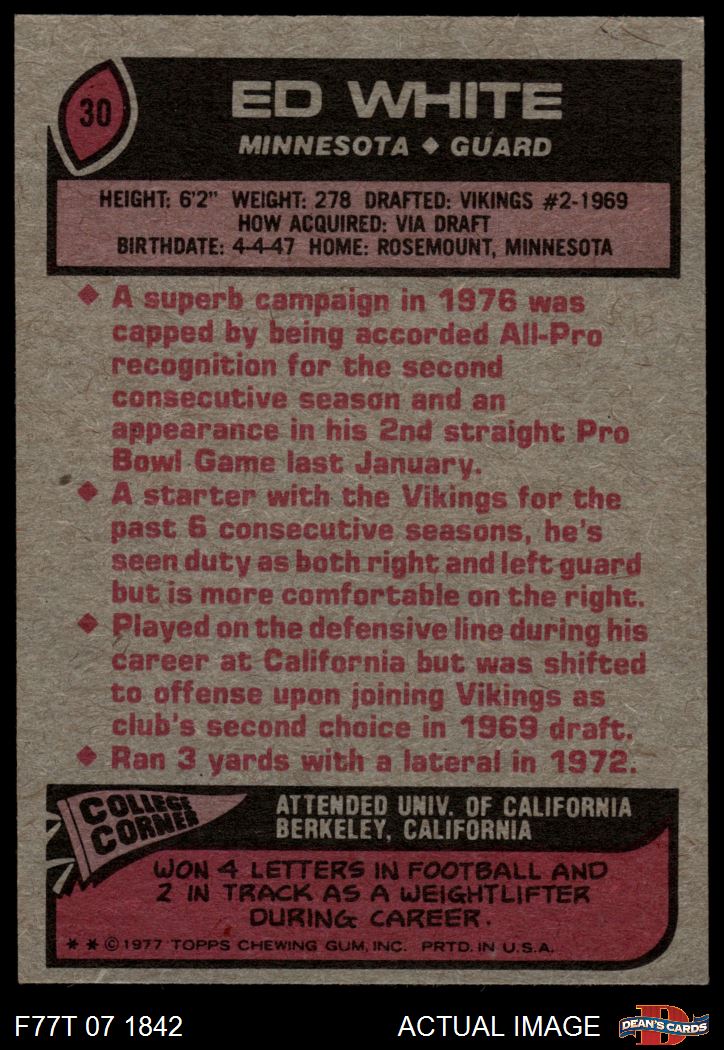 30
ED WHITE
MINNESOTA ◆ GUARD
HEIGHT: 6'2" WEIGHT: 278 DRAFTED: VIKINGS #2-1969
HOW ACQUIRED: VIA DRAFT
BIRTHDATE: 4-4-47 HOME: ROSEMOUNT, MINNESOTA
◆ A superb campaign in 1976 was
capped by being accorded All-Pro
recognition for the second
consecutive season and an
appearance in his 2nd straight Pro
Bowl Game last January.
◆ A starter with the Vikings for the
past 6 consecutive seasons, he's
seen duty as both right and left guard
but is more comfortable on the right.
◆ Played on the defensive line during his
career at California but was shifted
to offense upon joining Vikings as
club's second choice in 1969 draft.
◆ Ran 3 yards with a lateral in 1972.
COLLEGE
CORNER
ATTENDED UNIV. OF CALIFORNIA
BERKELEY, CALIFORNIA
WON 4 LETTERS IN FOOTBALL AND
2 IN TRACK AS A WEIGHTLIFTER
DURING CAREER.
* * © 1977 TOPPS CHEWING GUM, INC. PRTD. IN U.S.A.
F77T 07 1842
ACTUAL IMAGE
D
DEAN'S CARDS